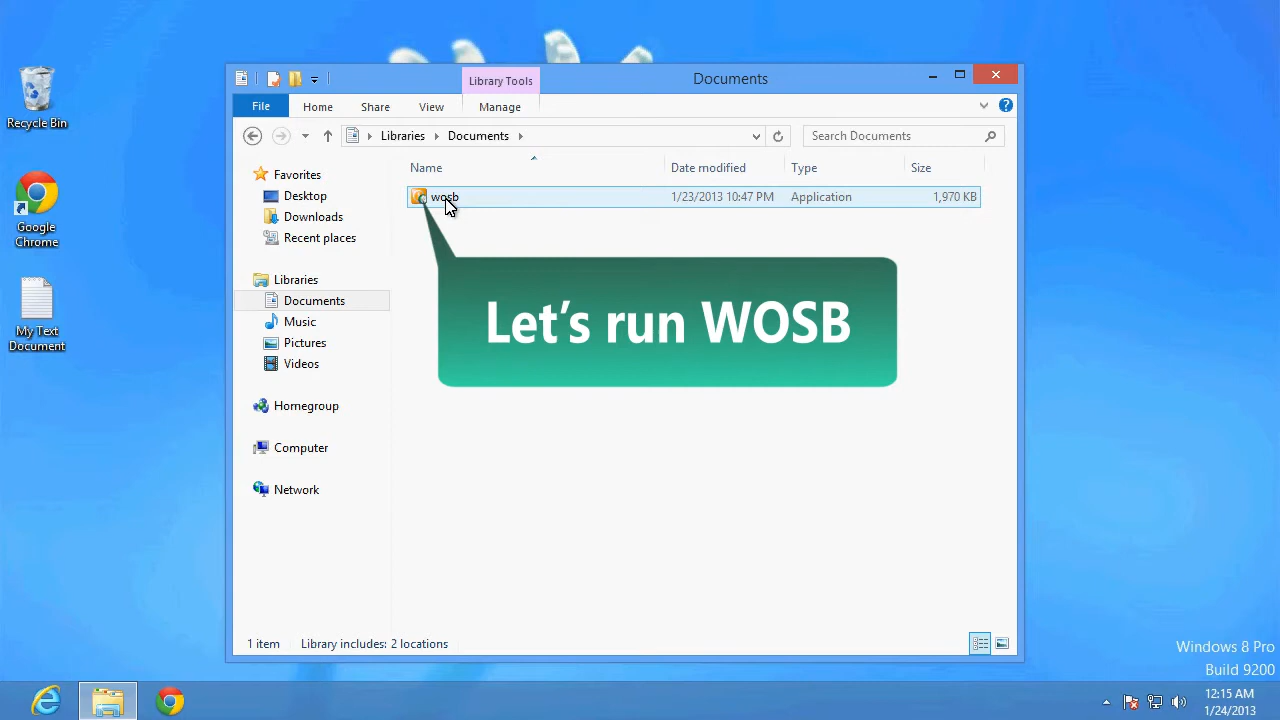 Recycle Bin
Google
Chrome
My Text
Document
Library Tools
Documents
File
Home
Share
View
Manage
Libraries
Documents
Search Documents
Name
Date modified
Type
Size
wosb
1/23/2013 10:47 PM
Application
1,970 KB
Let's run WOSB
Favorites
Desktop
Downloads
Recent places
Libraries
Documents
Music
Pictures
Videos
Homegroup
Computer
Network
1 item
Library includes: 2 locations
Windows 8 Pro
Build 9200
12:15 AM
1/24/2013